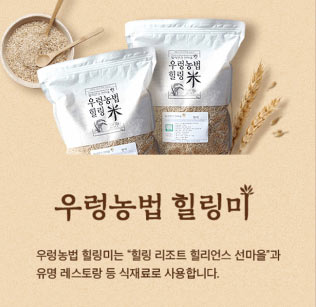 우렁농법
힐링 米
우렁농법
힐링 米
우렁농법 힐링미
우렁농법 힐링미는 “힐링 리조트 힐리언스 선마을”과
유명 레스토랑 등 식재료로 사용합니다.